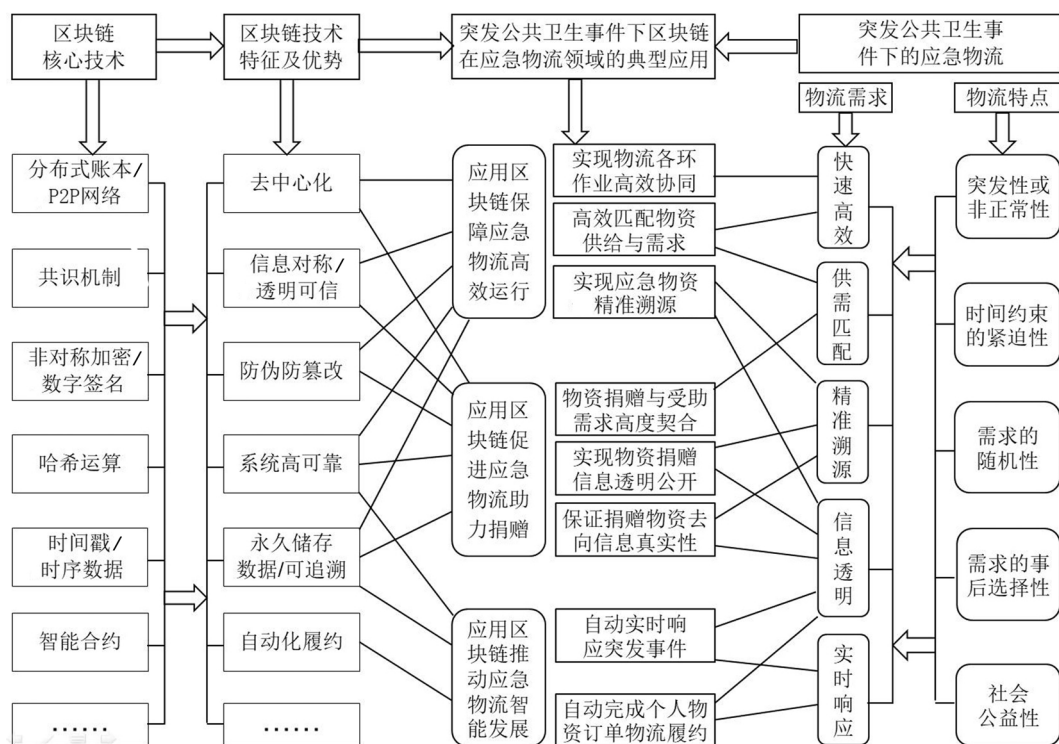 区块链
核心技术
区块链技术
特征及优势
突发公共卫生事件下区块链
在应急物流领域的典型应用
突发公共卫生事
件下的应急物流
物流需求
物流特点
分布式账本/
P2P网络
共识机制
非对称加密/
数字签名
哈希运算
时间戳/
时序数据
智能合约
……
去中心化
信息对称/
透明可信
防伪防篡改
系统高可靠
永久储存
数据/可追溯
自动化履约
……
应用区
块链保
障应急
物流高
效运行
应用区
块链促
进应急
物流助
力捐赠
应用区
块链推
动应急
物流智
能发展
实现物流各环
作业高效协同
高效匹配物资
供给与需求
实现应急物资
精准溯源
物资捐赠与受助
需求高度契合
实现物资捐赠
信息透明公开
保证捐赠物资去
向信息真实性
自动实时响
应突发事件
自动完成个人物
资订单物流履约
快速高效
供需匹配
精准溯源
信息透明
实时响应
突发性或
非正常性
时间约束
的紧迫性
需求的
随机性
需求的事
后选择性
社会
公益性